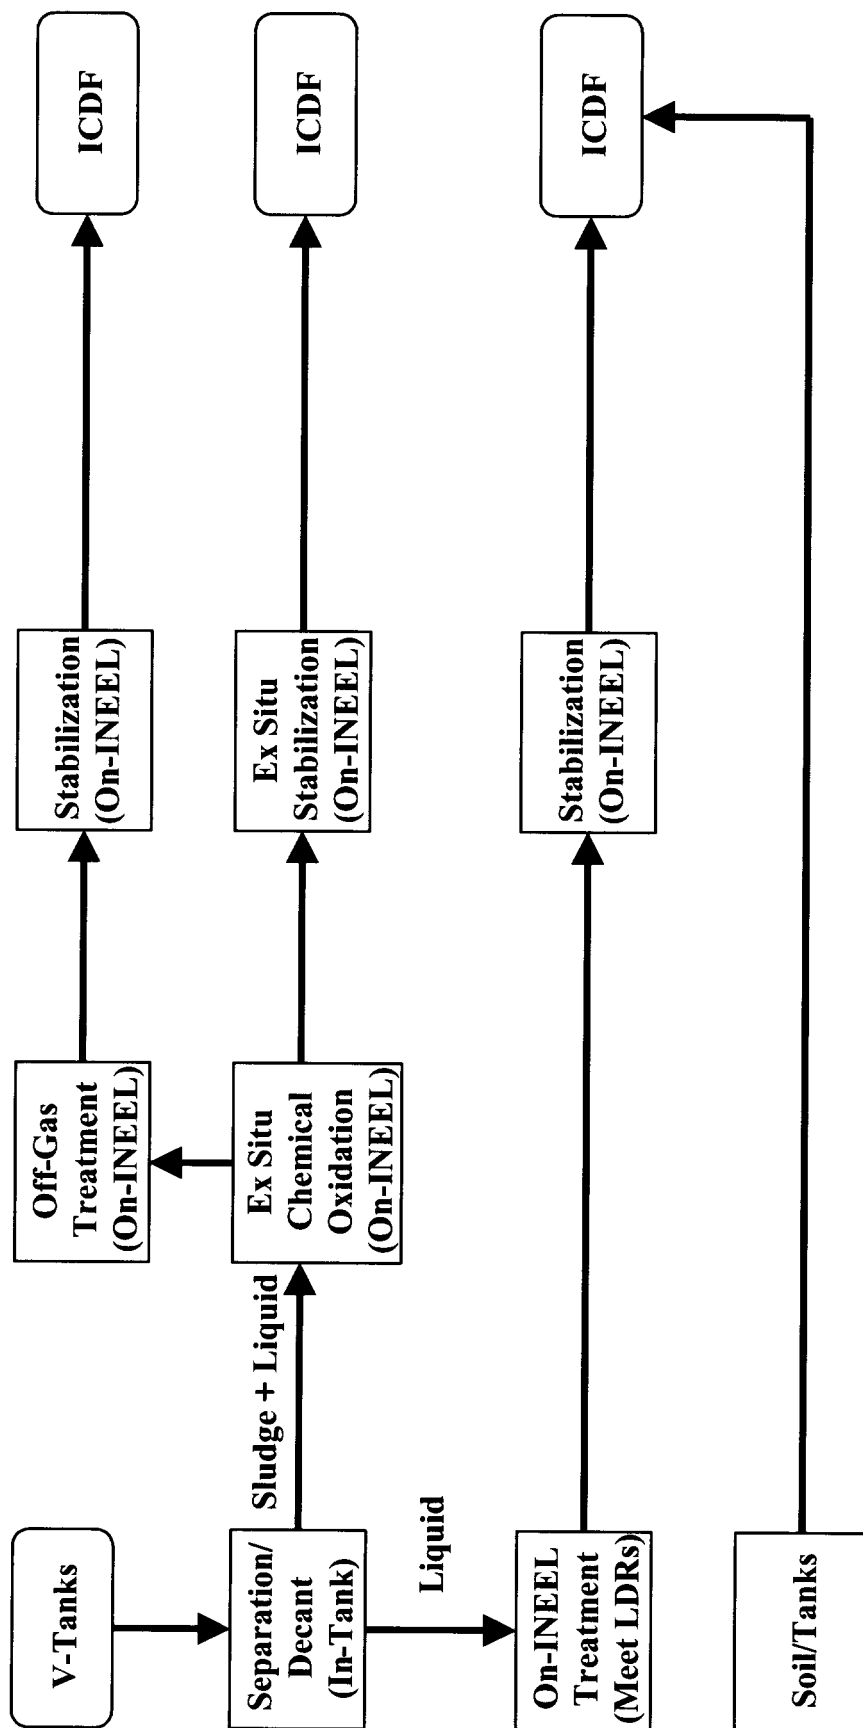 V-Tanks
Separation/
Decant
(In-Tank)
Sludge + Liquid
Liquid
Off-Gas
Treatment
(On-INEEL)
Ex Situ
Chemical
Oxidation
(On-INEEL)
Stabilization
(On-INEEL)
Ex Situ
Stabilization
(On-INEEL)
ICDF
ICDF
On-INEEL
Treatment
(Meet LDRs)
Stabilization
(On-INEEL)
ICDF
Soil/Tanks